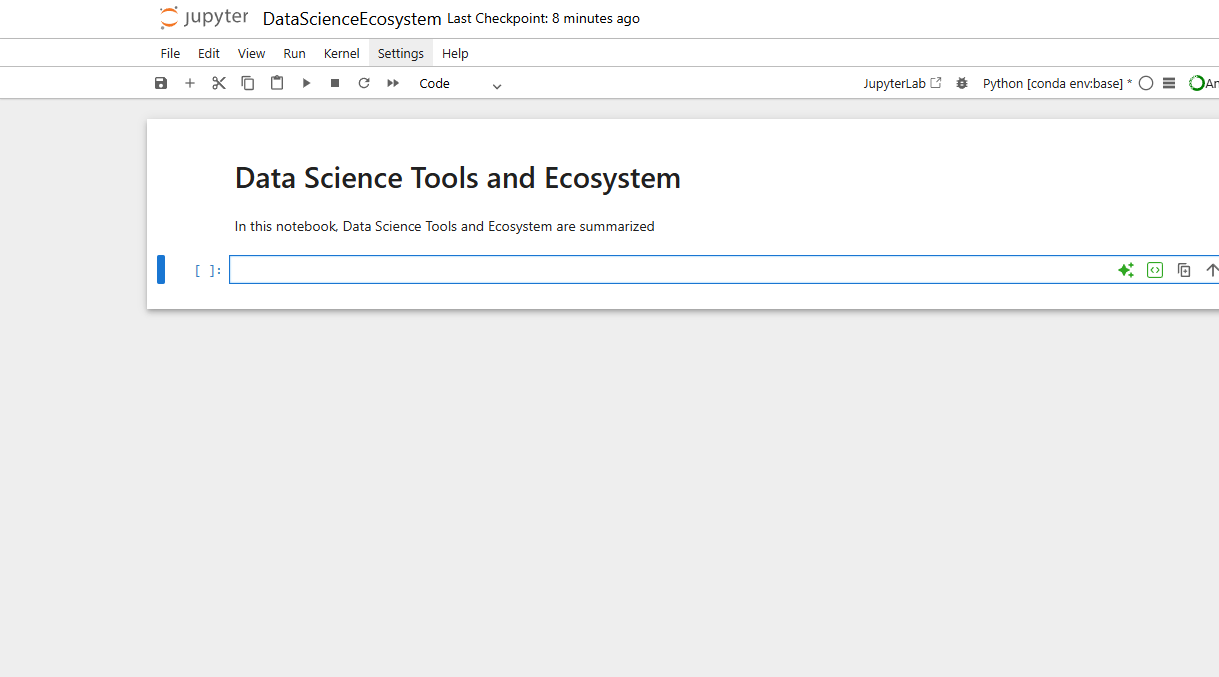 jupyter DataScienceEcosystem Last Checkpoint: 8 minutes ago
File Edit View Run Kernel Settings Help
Code JupyterLab Python [conda env:base] * An
Data Science Tools and Ecosystem
In this notebook, Data Science Tools and Ecosystem are summarized
[ ]: